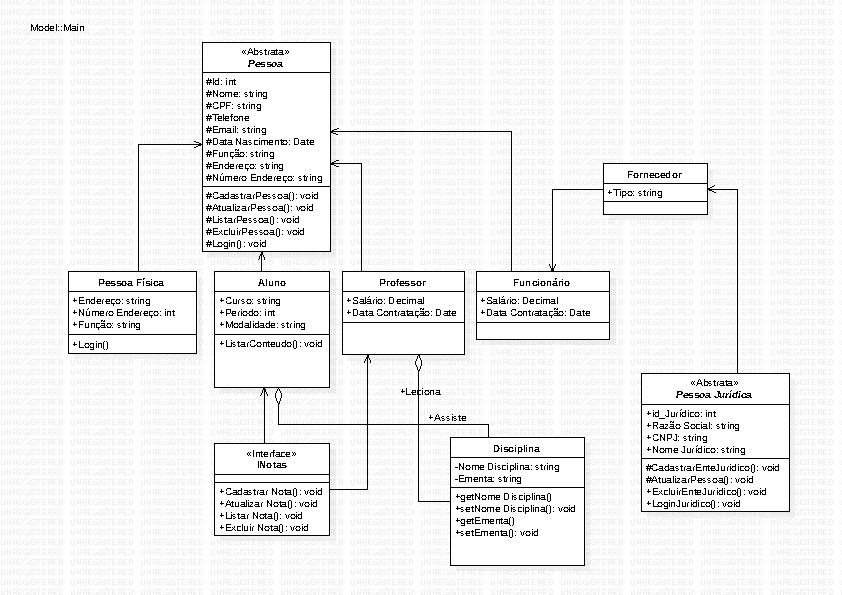 Model::Main
«Abstrata»
Pessoa
#Id: int
#Nome: string
#CPF: string
#Telefone
#Email: string
#Data Nascimento: Date
#Função: string
#Endereço: string
#Número Endereço: string
#CadastrarPessoa(): void
#AtualizarPessoa(): void
#ListarPessoa(): void
#ExcluirPessoa(): void
#Login(): void
Fornecedor
+Tipo: string
Pessoa Física
+Endereço: string
+Número Endereço: int
+Função: string
+Login()
Aluno
+Curso: string
+Periodo: int
+Modalidade: string
+ListarConteudo(): void
Professor
+Salário: Decimal
+Data Contratação: Date
Funcionário
+Salário: Decimal
+Data Contratação: Date
+Leciona
+Assiste
«Abstrata»
Pessoa Jurídica
+id_Jurídico: int
+Razão Social: string
+CNPJ: string
+Nome Jurídico: string
#CadastrarEnteJuridico(): void
#AtualizarPessoa(): void
+ExcluirEnteJuridico(): void
+LoginJuridico(): void
«Interface»
INotas
+Cadastrar Nota(): void
+Atualizar Nota(): void
+Listar Nota(): void
+Excluir Nota(): void
Disciplina
-Nome Disciplina: string
-Ementa: string
+getNome Disciplina()
+setNome Disciplina(): void
+getEmenta()
+setEmenta(): void
UNREGISTERED